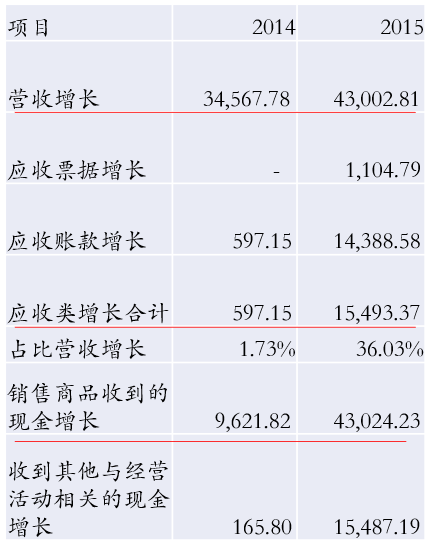 项目 2014 2015
营收增长 34,567.78 43,002.81
应收票据增长 - 1,104.79
应收账款增长 597.15 14,388.58
应收类增长合计 597.15 15,493.37
占比营收增长 1.73% 36.03%
销售商品收到的
现金增长 9,621.82 43,024.23
收到其他与经营
活动相关的现金
增长 165.80 15,487.19